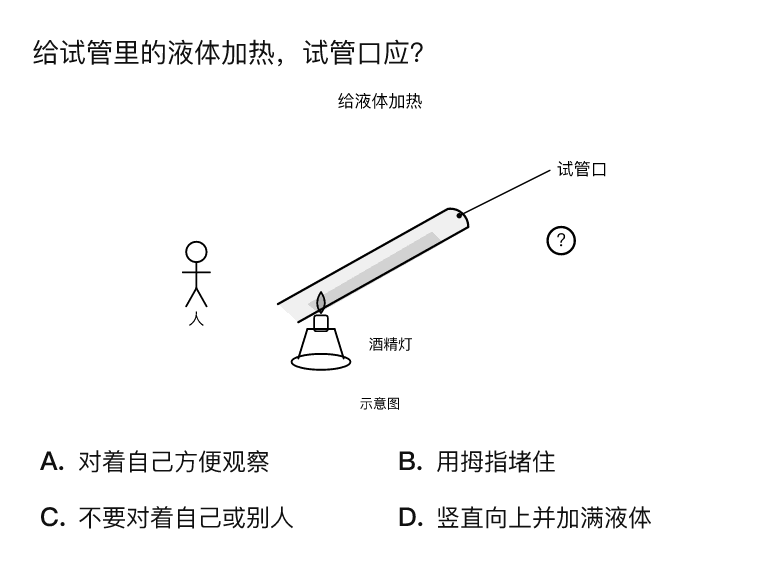 给试管里的液体加热，试管口应？
给液体加热
试管口
?
人
酒精灯
示意图
A. 对着自己方便观察
B. 用拇指堵住
C. 不要对着自己或别人
D. 竖直向上并加满液体